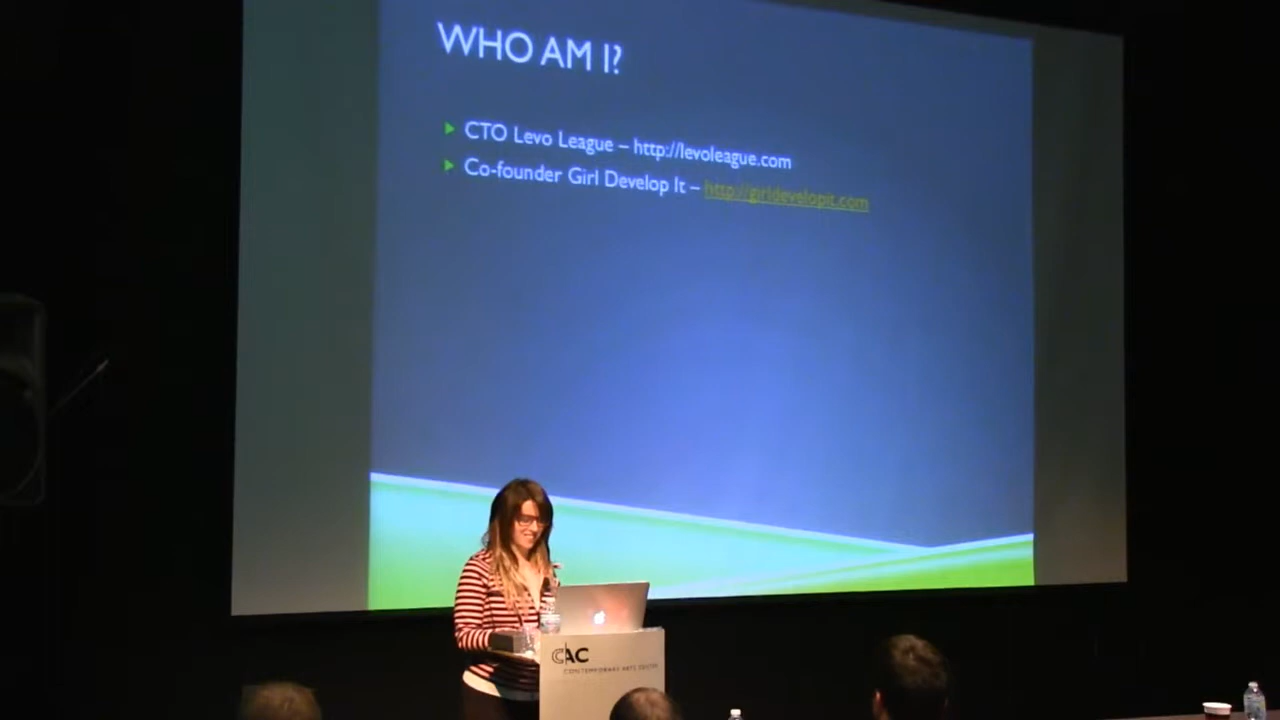 WHO AM I?
CTO Levo League – http://levoleague.com
Co-founder Girl Develop It – http://girldevelopit.com
CAC
CONTEMPORARY ARTS CENTER